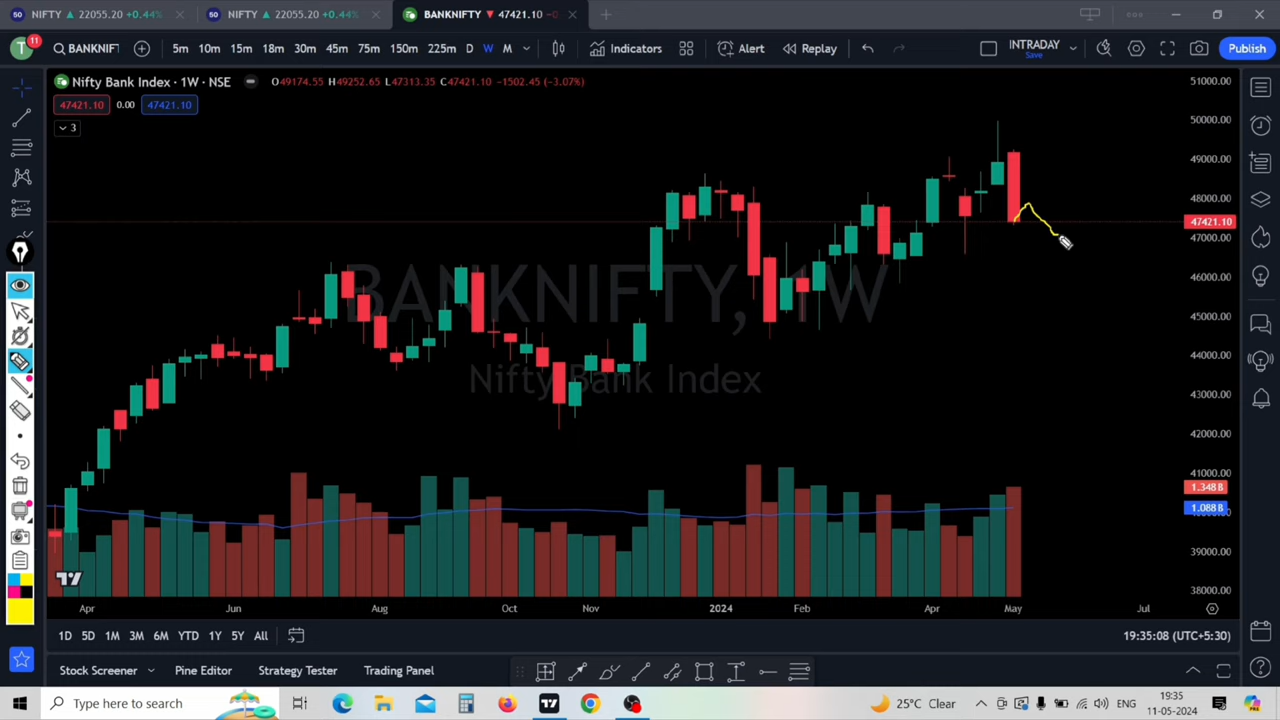 50 NIFTY ▲ 22055.20 +0.44%
50 NIFTY ▲ 22055.20 +0.44%
BANKNIFTY ▼ 47421.10
T 11 BANKNIF 5m 10m 15m 18m 30m 45m 75m 150m 225m D W M Indicators Alert Replay INTRADAY Save Publish
Nifty Bank Index · 1W · NSE O49174.55 H49252.65 L47313.35 C47421.10 −1502.45 (−3.07%)
47421.10 0.00 47421.10
3
51000.00
50000.00
49000.00
48000.00
47421.10
47000.00
46000.00
45000.00
44000.00
43000.00
42000.00
41000.00
1.348 B
1.088 B
39000.00
38000.00
BANKNIFTY, 1W
Nifty Bank Index
Apr Jun Aug Oct Nov 2024 Feb Apr May Jul
1D 5D 1M 3M 6M YTD 1Y 5Y All 19:35:08 (UTC+5:30)
Stock Screener Pine Editor Strategy Tester Trading Panel
Type here to search 25°C Clear ENG 19:35
11-05-2024